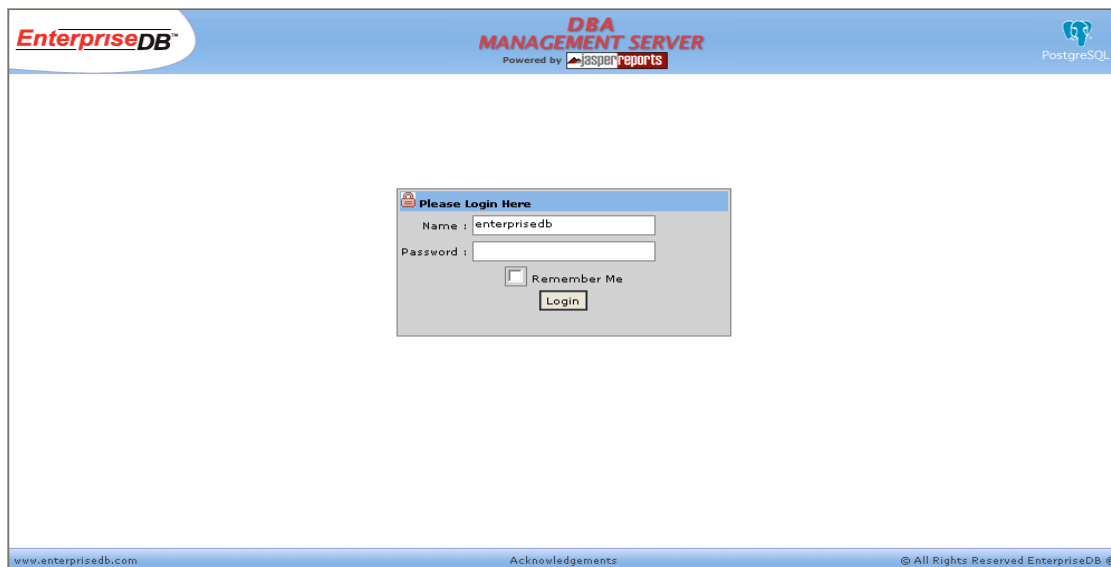 EnterpriseDB™
DBA
MANAGEMENT SERVER
Powered by jasperreports
PostgreSQL
Please Login Here
Name : enterprisedb
Password :
Remember Me
Login
www.enterprisedb.com
Acknowledgements
© All Rights Reserved EnterpriseDB